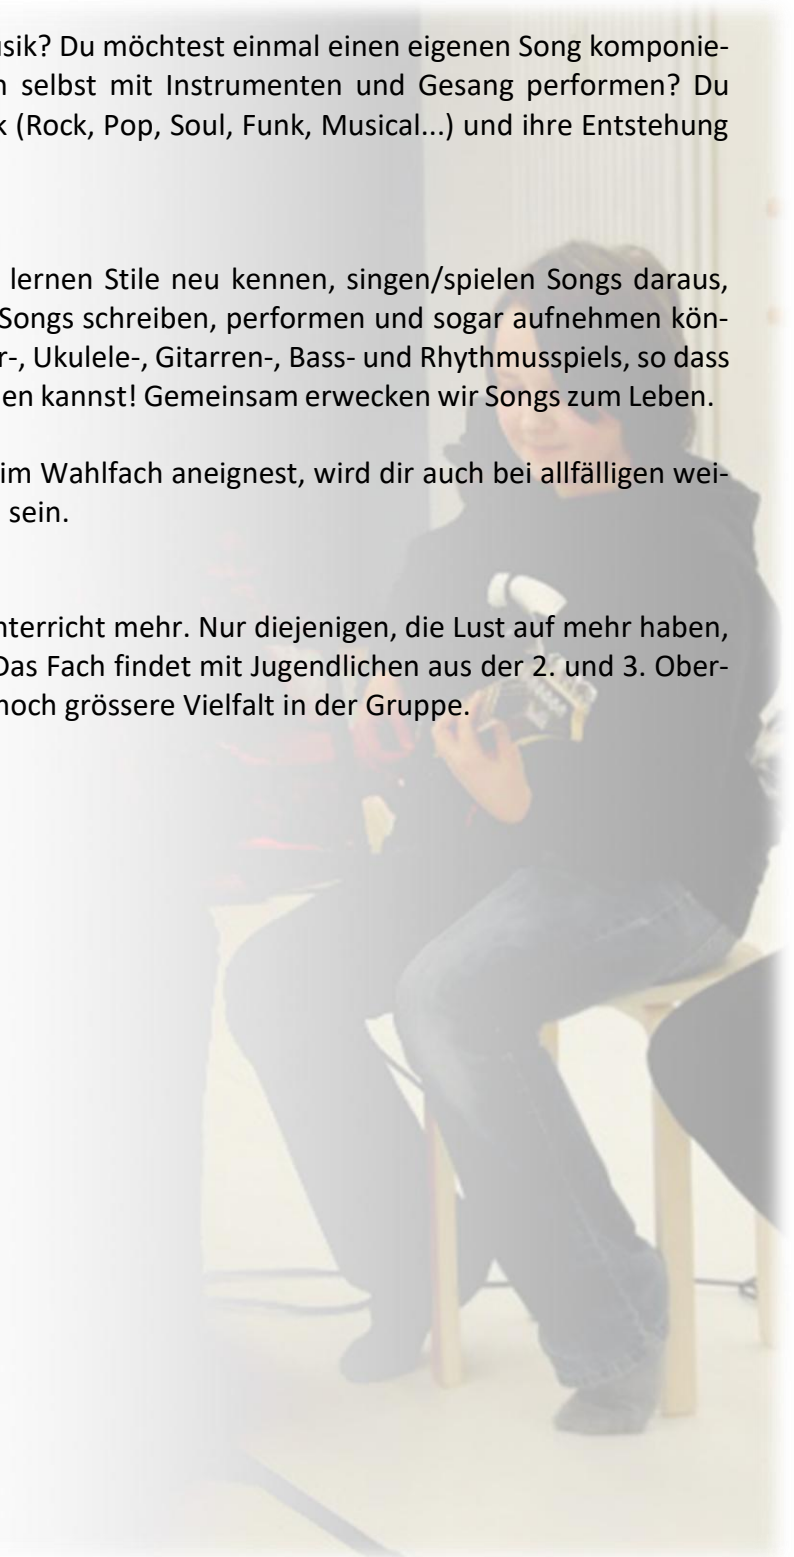 usik? Du möchtest einmal einen eigenen Song komponie-
n selbst mit Instrumenten und Gesang performen? Du
k (Rock, Pop, Soul, Funk, Musical...) und ihre Entstehung
lernen Stile neu kennen, singen/spielen Songs daraus,
Songs schreiben, performen und sogar aufnehmen kön-
r-, Ukulele-, Gitarren-, Bass- und Rhythmusspiels, so dass
en kannst! Gemeinsam erwecken wir Songs zum Leben.
im Wahlfach aneignest, wird dir auch bei allfälligen wei-
sein.
nterricht mehr. Nur diejenigen, die Lust auf mehr haben,
Das Fach findet mit Jugendlichen aus der 2. und 3. Ober-
noch grössere Vielfalt in der Gruppe.